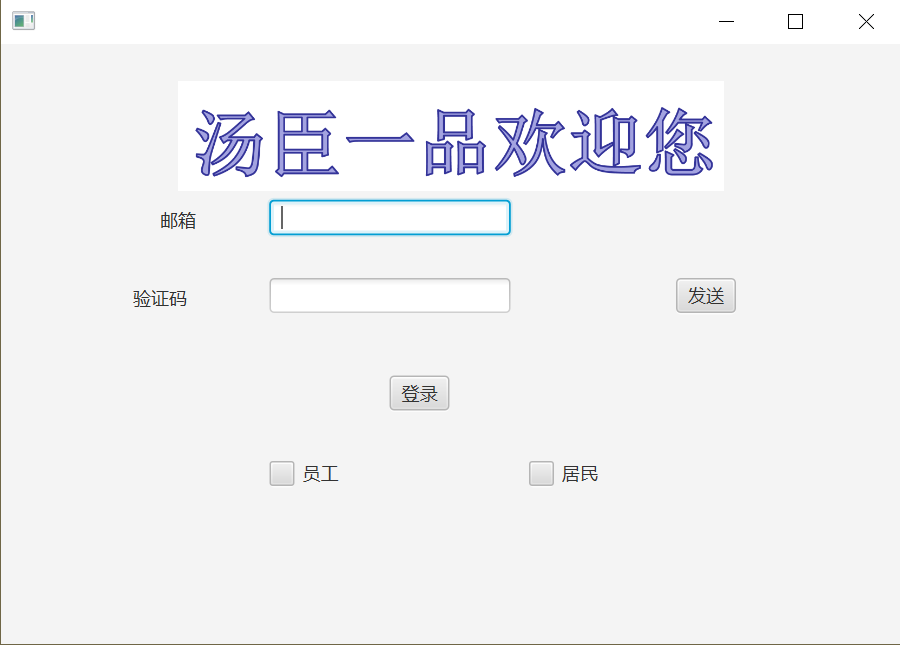 汤臣一品欢迎您
邮箱
验证码 发送
登录
员工 居民